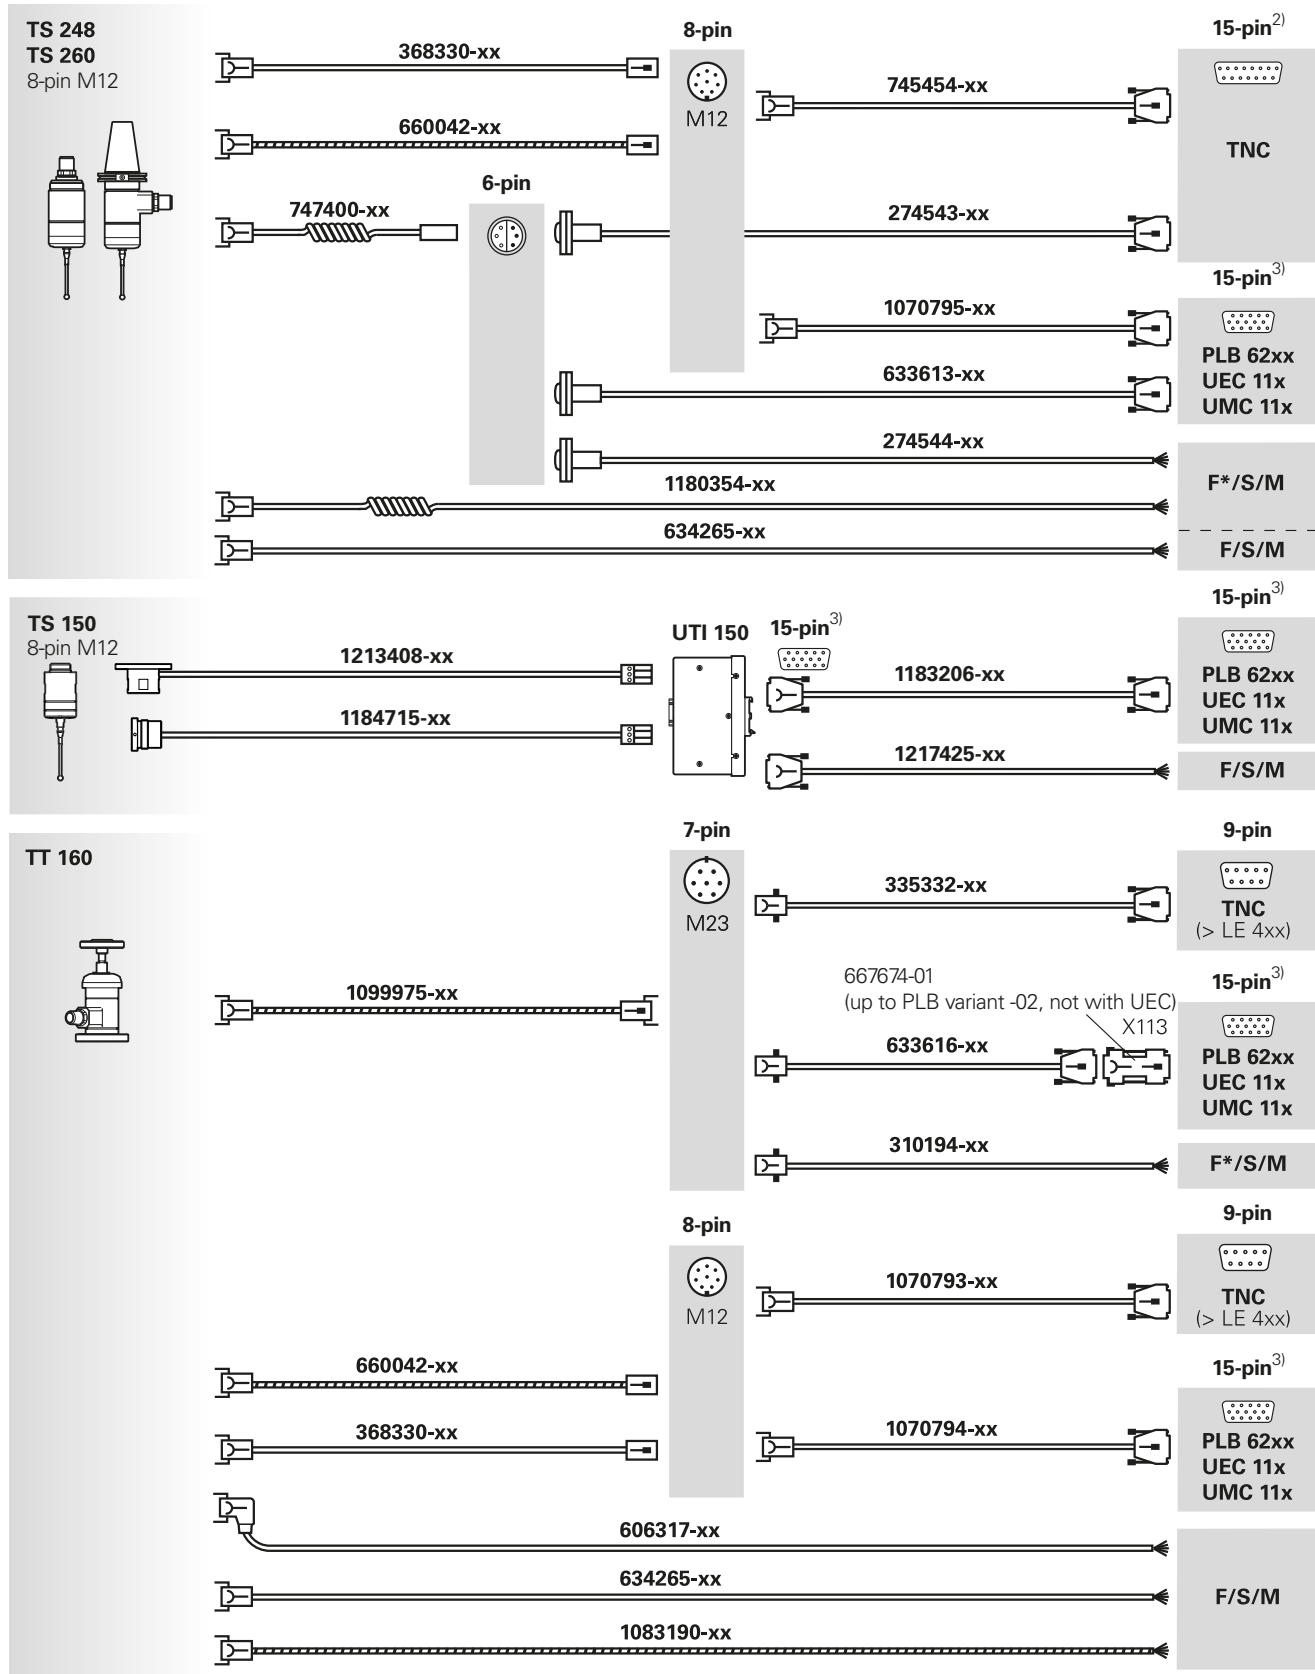 TS 248
TS 260
8-pin M12
368330-xx
8-pin
M12
745454-xx
15-pin2)
TNC
660042-xx
6-pin
747400-xx
274543-xx
15-pin3)
1070795-xx
PLB 62xx
UEC 11x
UMC 11x
633613-xx
274544-xx
F*/S/M
1180354-xx
634265-xx
F/S/M
TS 150
8-pin M12
1213408-xx
1184715-xx
UTI 150
15-pin3)
1183206-xx
15-pin3)
PLB 62xx
UEC 11x
UMC 11x
1217425-xx
F/S/M
TT 160
7-pin
M23
335332-xx
9-pin
TNC
(> LE 4xx)
1099975-xx
667674-01
(up to PLB variant -02, not with UEC)
X113
633616-xx
15-pin3)
PLB 62xx
UEC 11x
UMC 11x
310194-xx
F*/S/M
8-pin
M12
1070793-xx
9-pin
TNC
(> LE 4xx)
660042-xx
368330-xx
1070794-xx
15-pin3)
PLB 62xx
UEC 11x
UMC 11x
606317-xx
634265-xx
1083190-xx
F/S/M